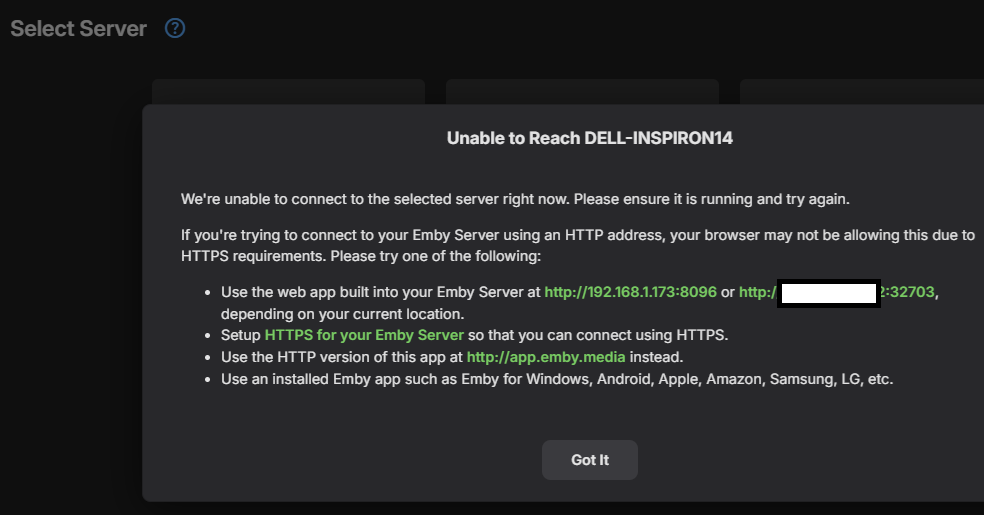 Select Server ?
Unable to Reach DELL-INSPIRON14
We're unable to connect to the selected server right now. Please ensure it is running and try again.
If you're trying to connect to your Emby Server using an HTTP address, your browser may not be allowing this due to
HTTPS requirements. Please try one of the following:
• Use the web app built into your Emby Server at http://192.168.1.173:8096 or http:/ 2:32703,
depending on your current location.
• Setup HTTPS for your Emby Server so that you can connect using HTTPS.
• Use the HTTP version of this app at http://app.emby.media instead.
• Use an installed Emby app such as Emby for Windows, Android, Apple, Amazon, Samsung, LG, etc.
Got It